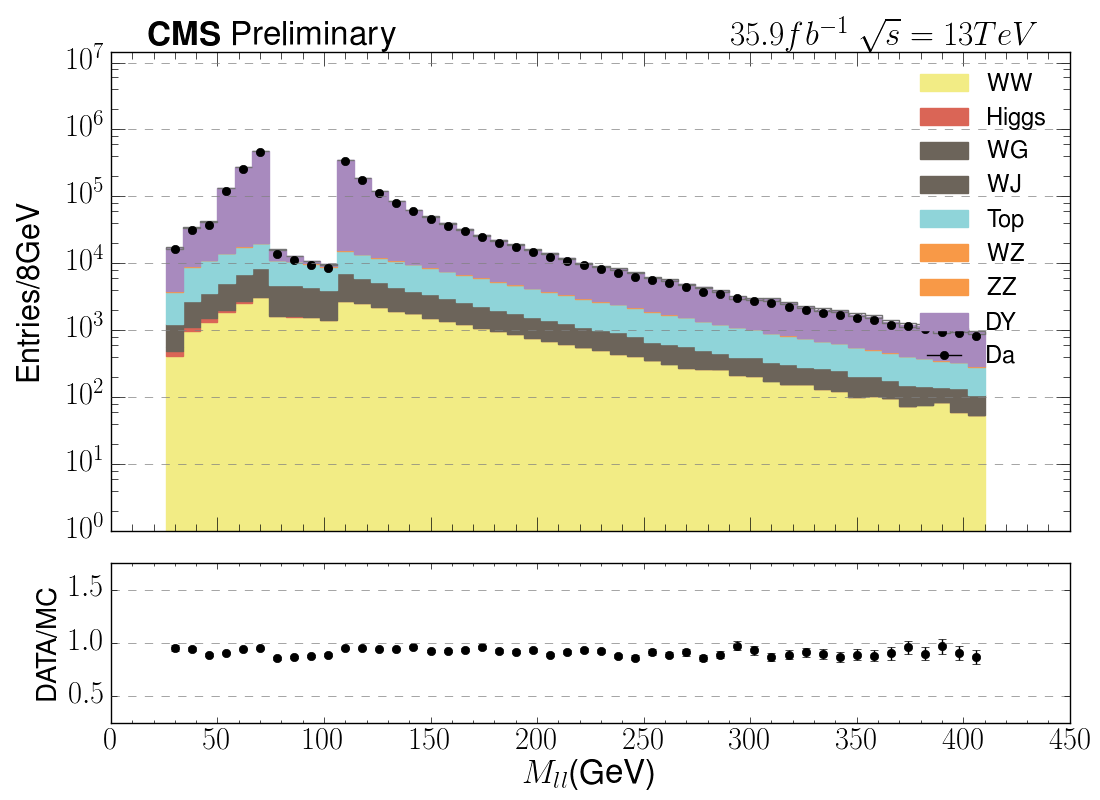 CMS Preliminary
35.9fb⁻¹ √s = 13TeV
Entries/8GeV
10⁷
10⁶
10⁵
10⁴
10³
10²
10¹
10⁰
WW
Higgs
WG
WJ
Top
WZ
ZZ
DY
Da
DATA/MC
1.5
1.0
0.5
0 50 100 150 200 250 300 350 400 450
M_{ll}(GeV)